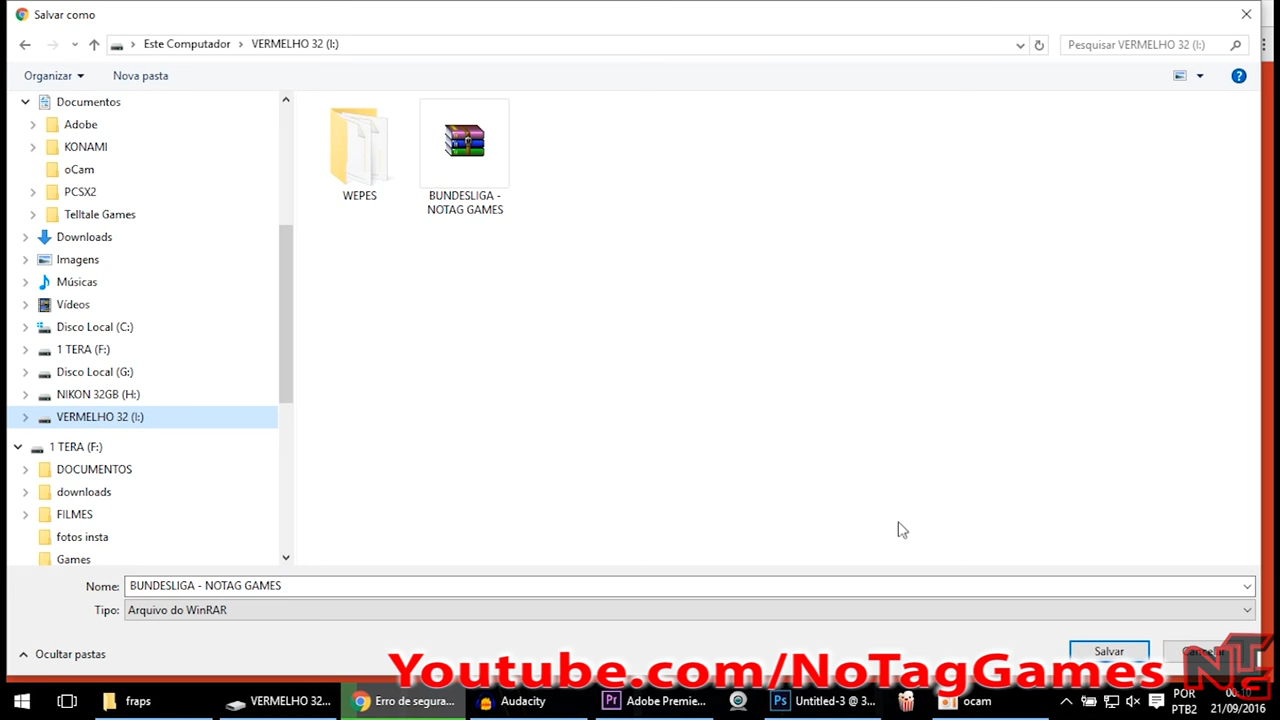 Salvar como
Este Computador > VERMELHO 32 (I:)
Pesquisar VERMELHO 32 (I:)
Organizar
Nova pasta
Documentos
Adobe
KONAMI
oCam
PCSX2
Telltale Games
Downloads
Imagens
Músicas
Vídeos
Disco Local (C:)
1 TERA (F:)
Disco Local (G:)
NIKON 32GB (H:)
VERMELHO 32 (I:)
1 TERA (F:)
DOCUMENTOS
downloads
FILMES
fotos insta
Games
WEPES
BUNDESLIGA -
NOTAG GAMES
Nome: BUNDESLIGA - NOTAG GAMES
Tipo: Arquivo do WinRAR
Ocultar pastas
Salvar
Cancelar
Youtube.com/NoTagGames
fraps
VERMELHO 32...
Erro de segura...
Audacity
Adobe Premie...
Untitled-3 @ 3...
ocam
POR
PTB2
00:10
21/09/2016